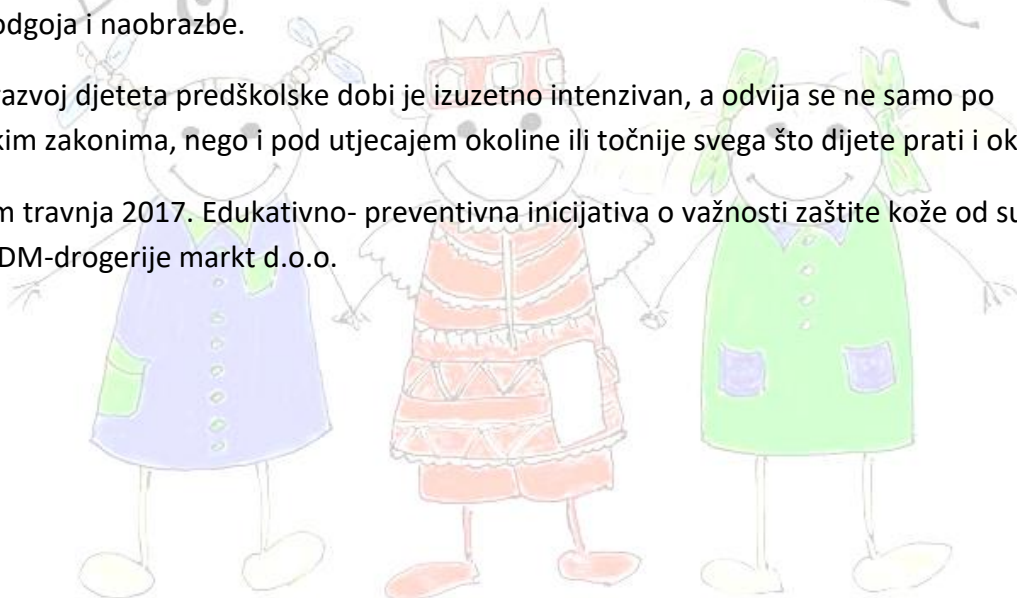 odgoja i naobrazbe.
razvoj djeteta predškolske dobi je izuzetno intenzivan, a odvija se ne samo po
kim zakonima, nego i pod utjecajem okoline ili točnije svega što dijete prati i ok
m travnja 2017. Edukativno- preventivna inicijativa o važnosti zaštite kože od su
DM-drogerije markt d.o.o.